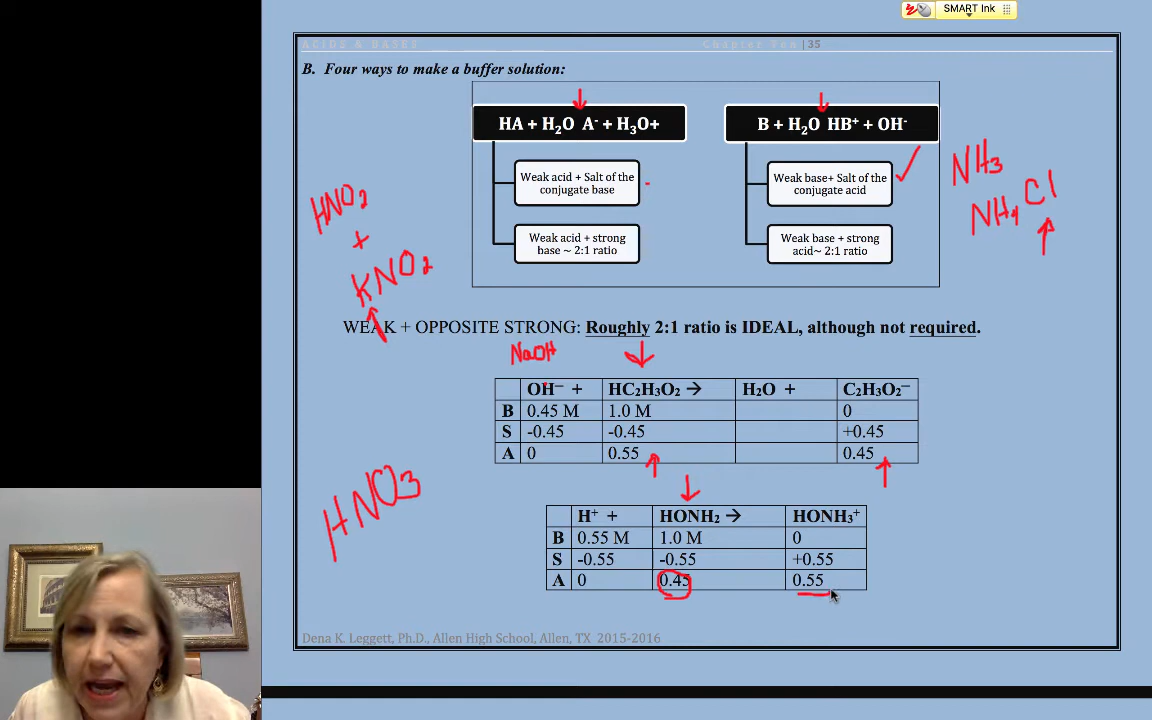 SMART Ink
ACIDS & BASES
Chapter Ten | 35
B. Four ways to make a buffer solution:
HA + H₂O A⁻ + H₃O+
Weak acid + Salt of the
conjugate base
Weak acid + strong
base ~ 2:1 ratio
B + H₂O HB⁺ + OH⁻
Weak base+ Salt of the
conjugate acid
Weak base + strong
acid~ 2:1 ratio
NH₃
NH₄Cl
HNO₂
+
KNO₂
WEAK + OPPOSITE STRONG: Roughly 2:1 ratio is IDEAL, although not required.
NaOH
OH⁻ + HC₂H₃O₂ → H₂O + C₂H₃O₂⁻
B 0.45 M 1.0 M 0
S -0.45 -0.45 +0.45
A 0 0.55 0.45
HNO₃
H⁺ + HONH₂ → HONH₃⁺
B 0.55 M 1.0 M 0
S -0.55 -0.55 +0.55
A 0 0.45 0.55
Dena K. Leggett, Ph.D., Allen High School, Allen, TX 2015-2016